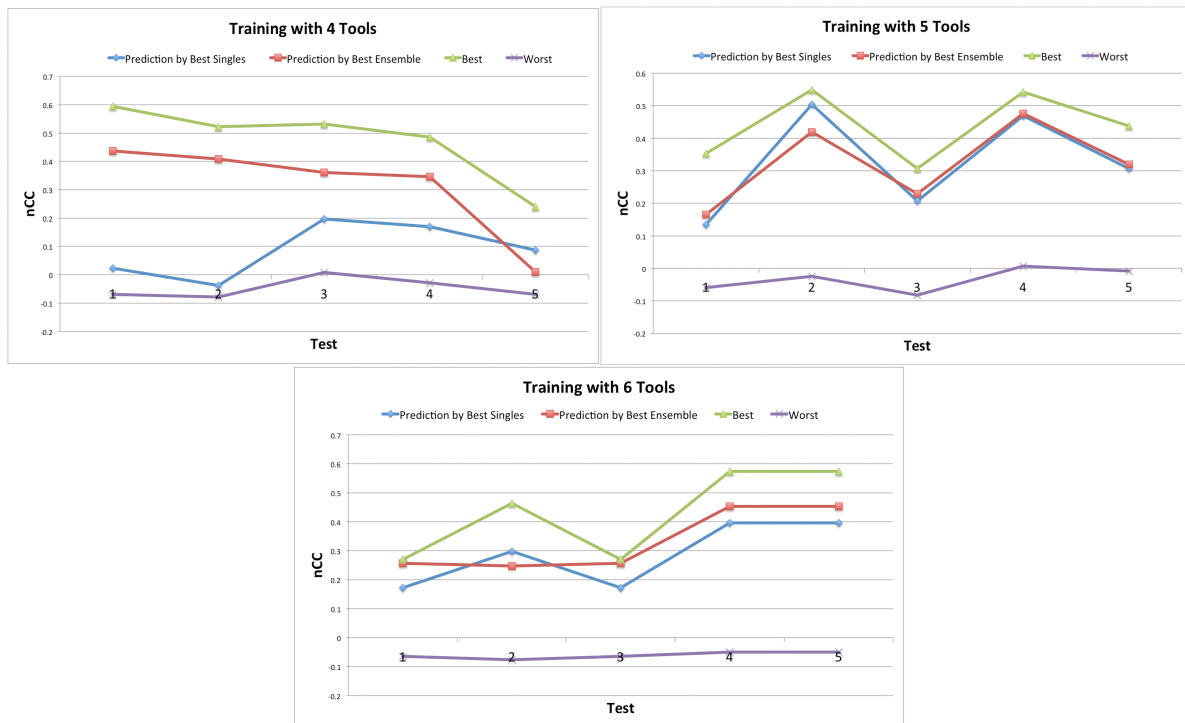 Training with 4 Tools
Prediction by Best Singles Prediction by Best Ensemble Best Worst
0.7
0.6
0.5
0.4
0.3
0.2
0.1
0
-0.1
-0.2
nCC
1 2 3 4 5
Test
Training with 5 Tools
Prediction by Best Singles Prediction by Best Ensemble Best Worst
0.6
0.5
0.4
0.3
0.2
0.1
0
-0.1
-0.2
nCC
1 2 3 4 5
Test
Training with 6 Tools
Prediction by Best Singles Prediction by Best Ensemble Best Worst
0.7
0.6
0.5
0.4
0.3
0.2
0.1
0
-0.1
-0.2
nCC
1 2 3 4 5
Test